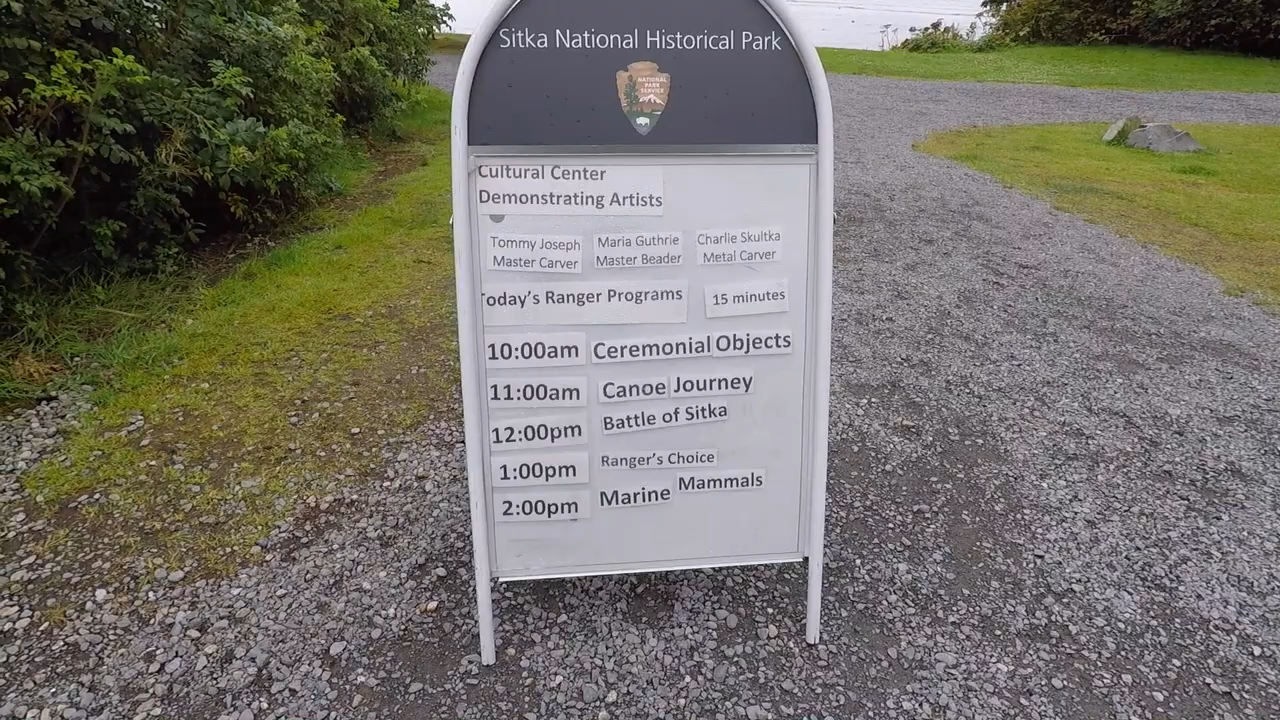 Sitka National Historical Park
NATIONAL
PARK
SERVICE
Cultural Center
Demonstrating Artists
Tommy Joseph
Master Carver
Maria Guthrie
Master Beader
Charlie Skultka
Metal Carver
Today's Ranger Programs
15 minutes
10:00am Ceremonial Objects
11:00am Canoe Journey
12:00pm Battle of Sitka
1:00pm Ranger's Choice
2:00pm Marine Mammals